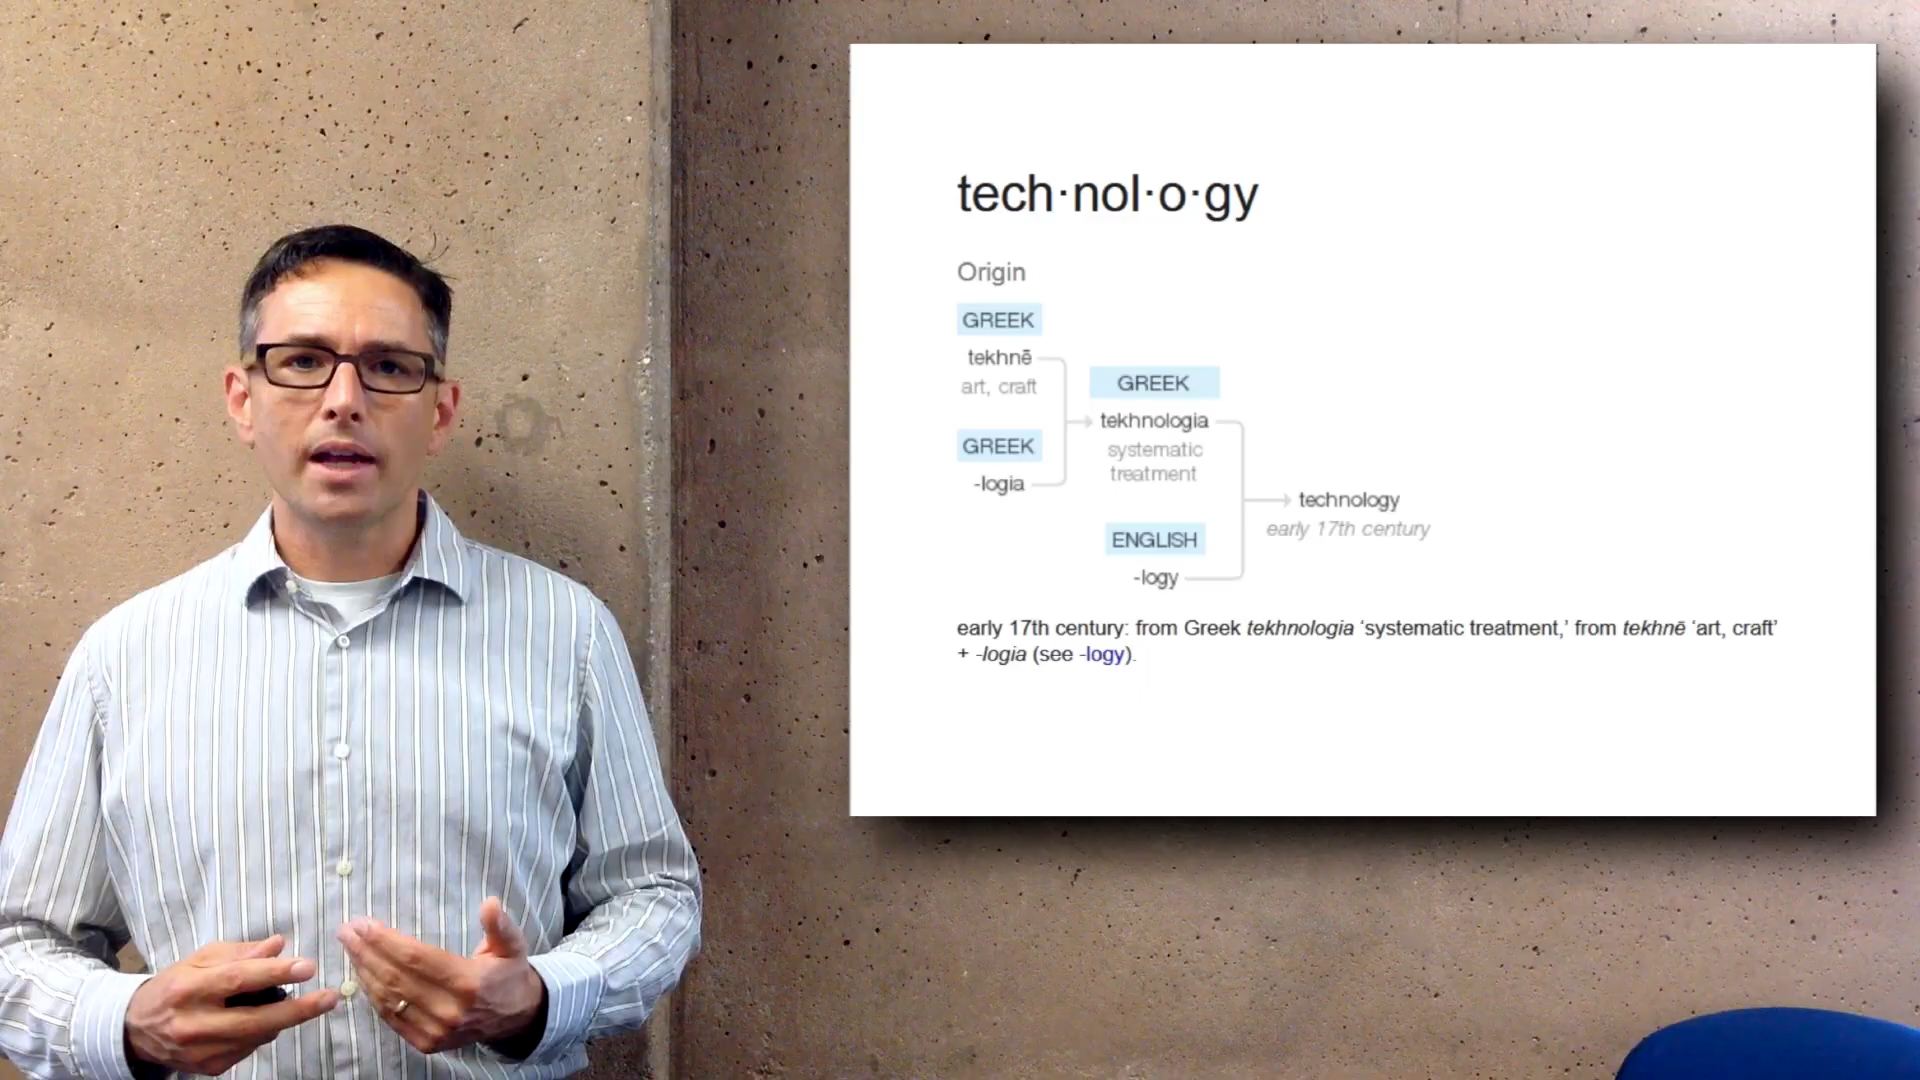 tech·nol·o·gy
Origin
GREEK
tekhnē
art, craft
GREEK
-logia
GREEK
tekhnologia
systematic
treatment
ENGLISH
-logy
technology
early 17th century
early 17th century: from Greek tekhnologia ‘systematic treatment,’ from tekhnē ‘art, craft’
+ -logia (see -logy).